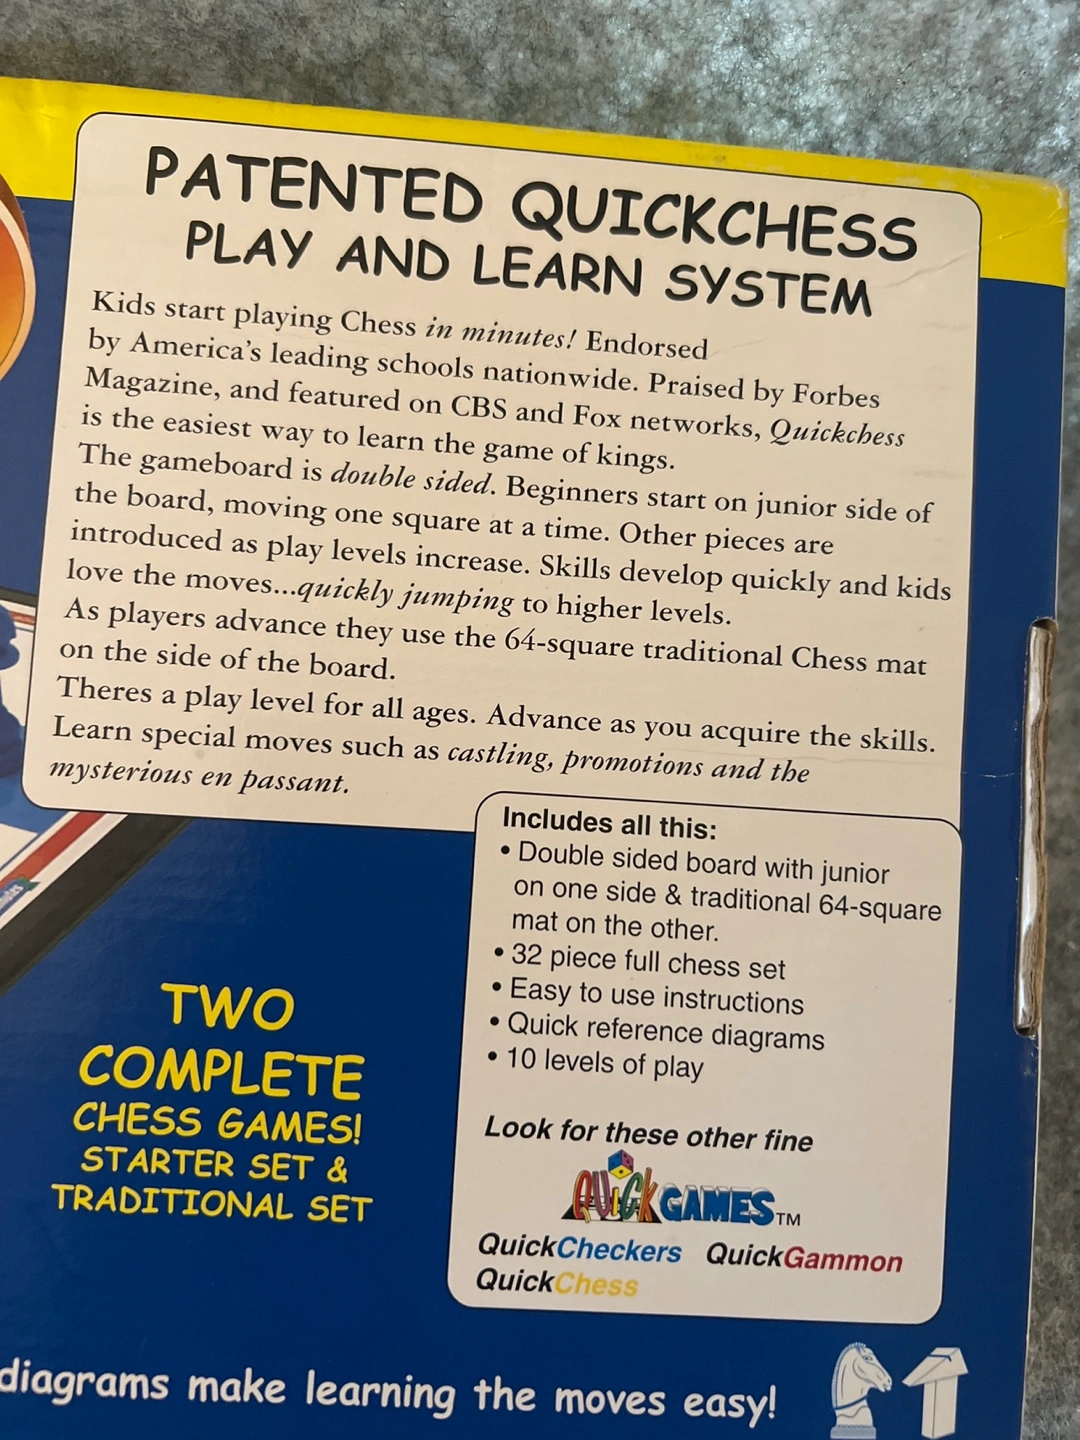 PATENTED QUICKCHESS
PLAY AND LEARN SYSTEM
Kids start playing Chess in minutes! Endorsed
by America's leading schools nationwide. Praised by Forbes
Magazine, and featured on CBS and Fox networks, Quickchess
is the easiest way to learn the game of kings.
The gameboard is double sided. Beginners start on junior side of
the board, moving one square at a time. Other pieces are
introduced as play levels increase. Skills develop quickly and kids
love the moves...quickly jumping to higher levels.
As players advance they use the 64-square traditional Chess mat
on the side of the board.
Theres a play level for all ages. Advance as you acquire the skills.
Learn special moves such as castling, promotions and the
mysterious en passant.
Includes all this:
• Double sided board with junior
on one side & traditional 64-square
mat on the other.
• 32 piece full chess set
• Easy to use instructions
• Quick reference diagrams
• 10 levels of play
Look for these other fine
QUICK GAMES™
QuickCheckers QuickGammon
QuickChess
TWO
COMPLETE
CHESS GAMES!
STARTER SET &
TRADITIONAL SET
diagrams make learning the moves easy!